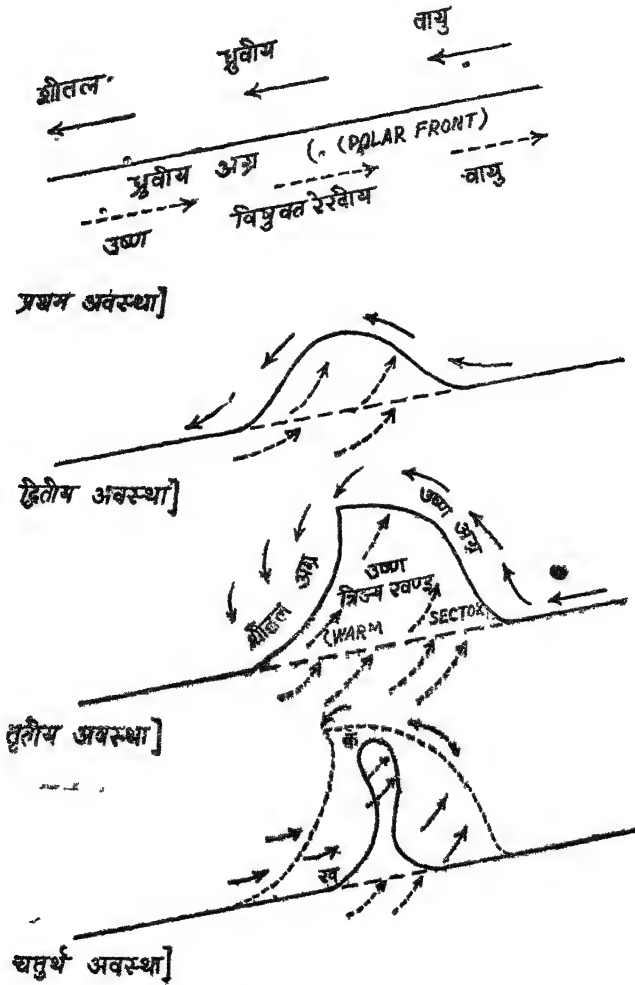 वायु
ध्रुवीय
शीतल
ध्रुवीय अग्र (POLAR FRONT)
वायु
उष्ण
प्रथम अवस्था]
द्वितीय अवस्था]
उष्ण अग्र
शीतल अग्र
उष्ण
त्रिज्य खण्ड
(WARM SECTOR)
तृतीय अवस्था]
क
ख
चतुर्थ अवस्था]